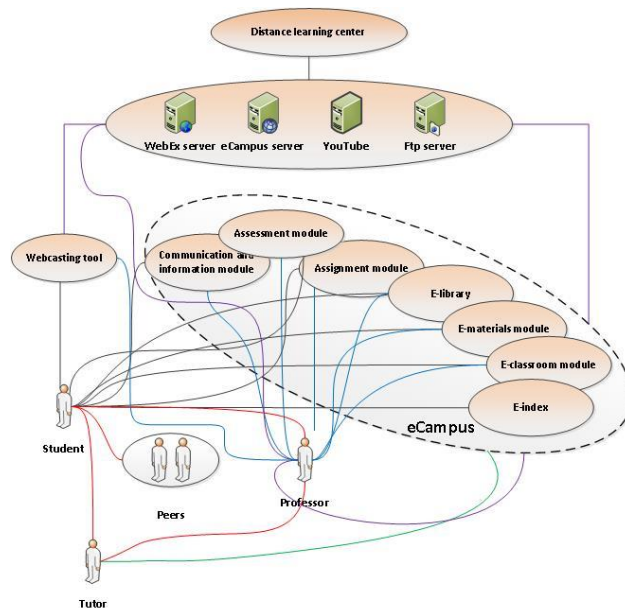 Distance learning center
WebEx server
eCampus server
YouTube
Ftp server
Assessment module
Webcasting tool
Communication and
information module
Assignment module
E-library
E-materials module
E-classroom module
E-index
eCampus
Student
Professor
Peers
Tutor